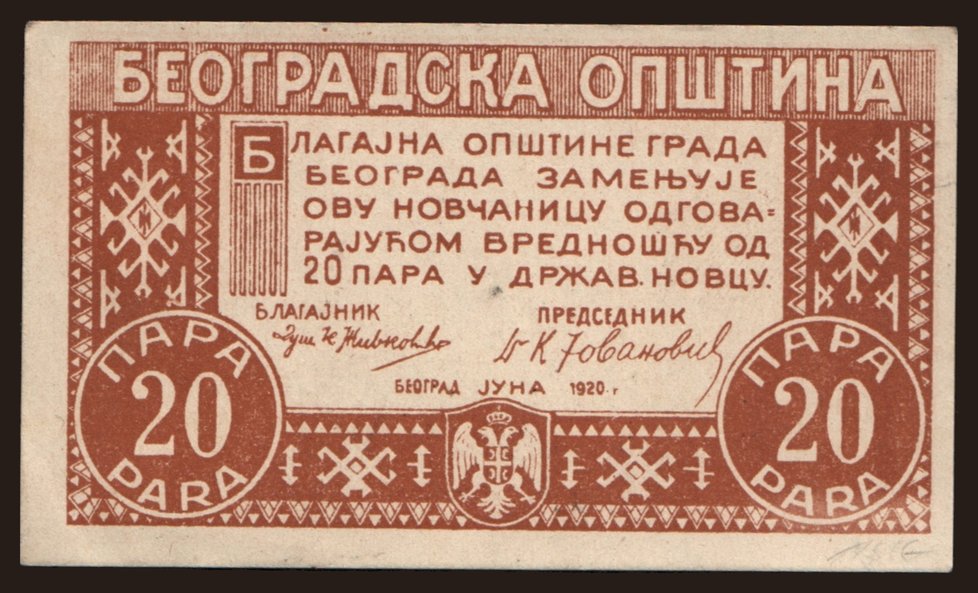 БЕОГРАДСКА ОПШТИНА
БЛАГАЈНА ОПШТИНЕ ГРАДА
БЕОГРАДА ЗАМЕЊУЈЕ
ОВУ НОВЧАНИЦУ ОДГОВА=
РАЈУЋОМ ВРЕДНОШЋУ ОД
20 ПАРА У ДРЖАВ. НОВЦУ.
БЛАГАЈНИК ПРЕДСЕДНИК
К. Јовановић
БЕОГРАД ЈУНА 1920. г
ПАРА
20
PARA
ПАРА
20
PARA